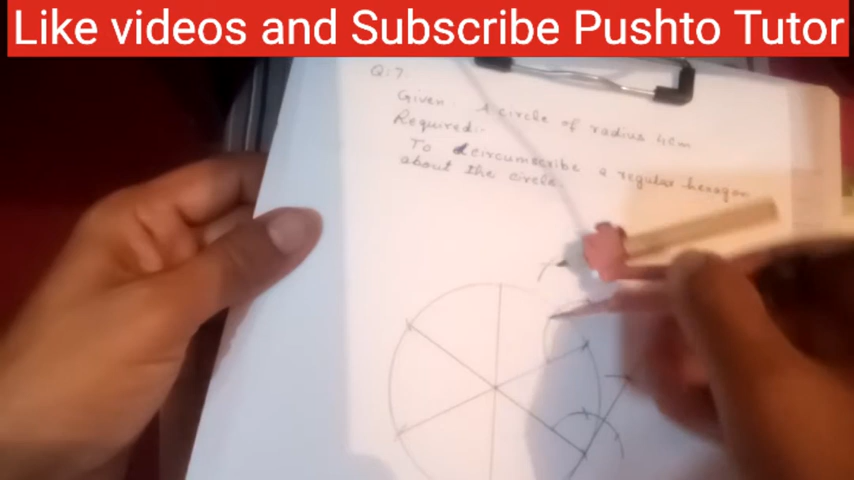 Like videos and Subscribe Pushto Tutor
Q:7
Given: A circle of radius 4cm
Required:-
To circumscribe a regular hexagon
about the circle.